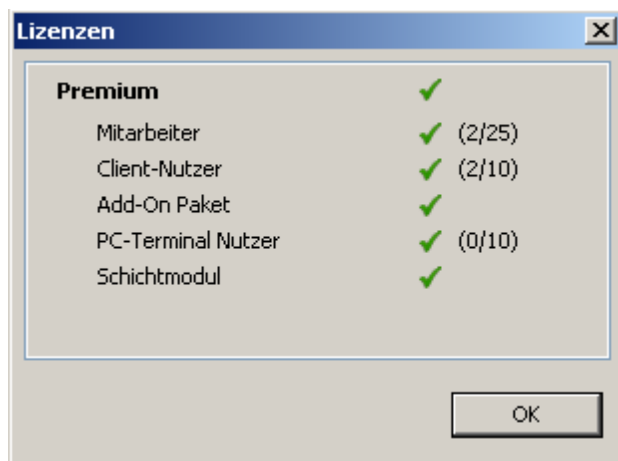 Lizenzen
Premium
Mitarbeiter (2/25)
Client-Nutzer (2/10)
Add-On Paket
PC-Terminal Nutzer (0/10)
Schichtmodul
OK